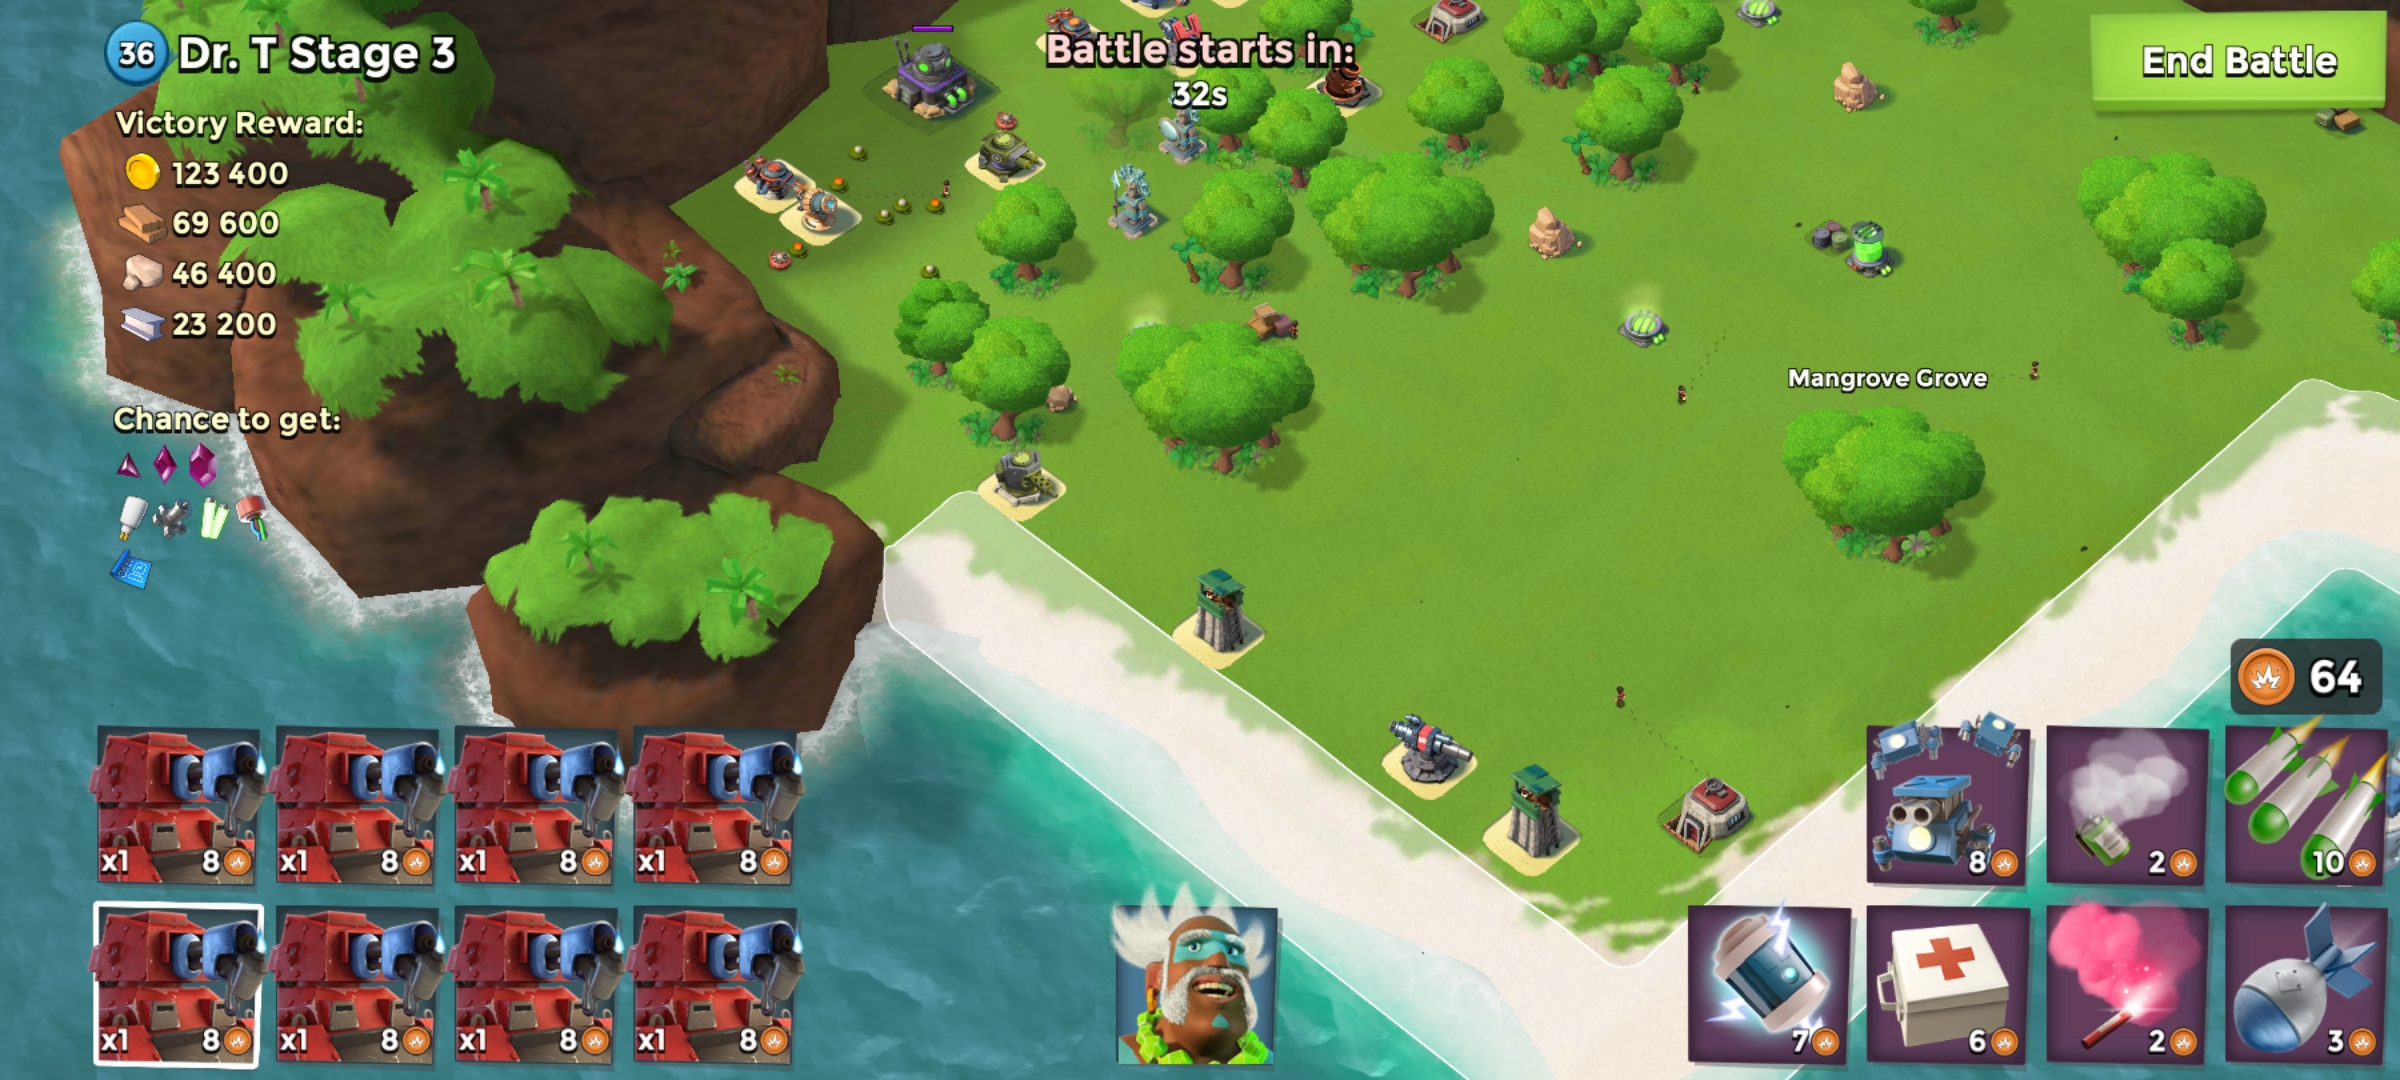 36 Dr. T Stage 3
Battle starts in:
32s
End Battle
Victory Reward:
123 400
69 600
46 400
23 200
Chance to get:
Mangrove Grove
64
x1 8
x1 8
x1 8
x1 8
8
2
10
x1 8
x1 8
x1 8
x1 8
7
6
2
3